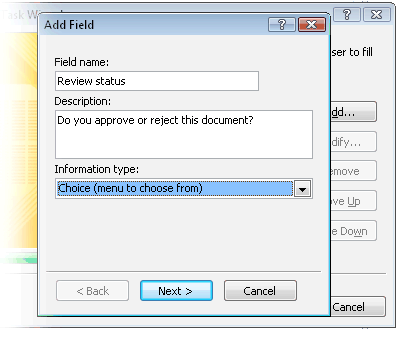 Add Field
Field name:
Review status
Description:
Do you approve or reject this document?
Information type:
Choice (menu to choose from)
< Back
Next >
Cancel
ser to fill
dd...
dify...
emove
ve Up
e Down
Cancel